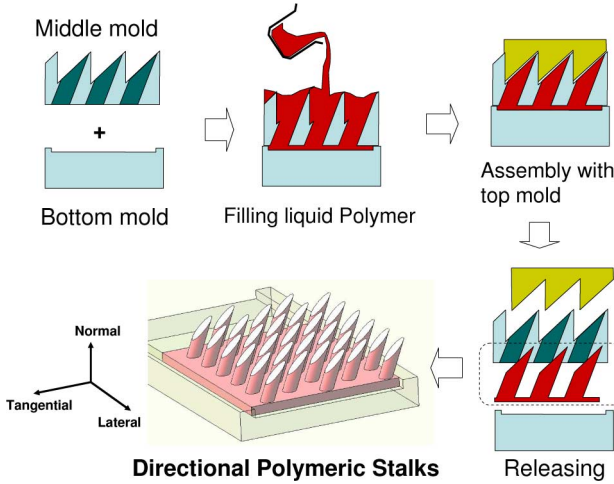 Middle mold
+
Bottom mold
Filling liquid Polymer
Assembly with
top mold
Normal
Tangential
Lateral
Directional Polymeric Stalks
Releasing